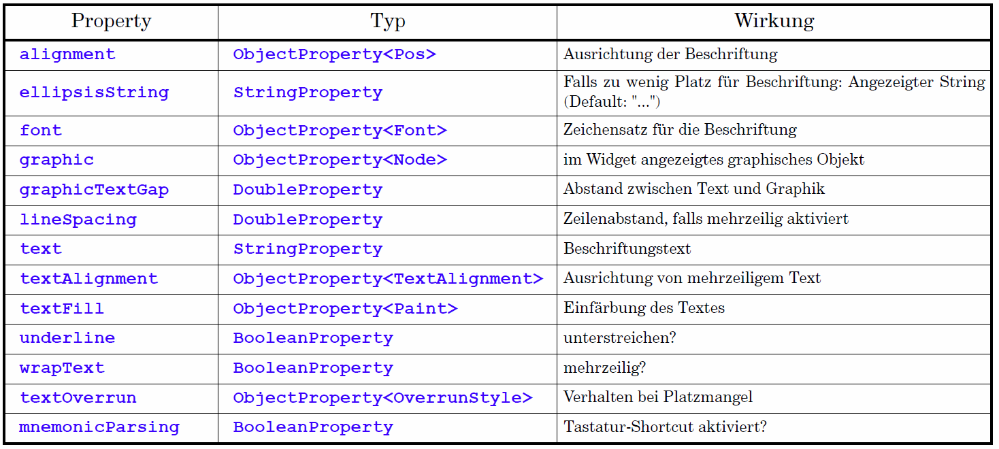 Property Typ Wirkung
alignment ObjectProperty<Pos> Ausrichtung der Beschriftung
ellipsisString StringProperty Falls zu wenig Platz für Beschriftung: Angezeigter String
(Default: "...")
font ObjectProperty<Font> Zeichensatz für die Beschriftung
graphic ObjectProperty<Node> im Widget angezeigtes graphisches Objekt
graphicTextGap DoubleProperty Abstand zwischen Text und Graphik
lineSpacing DoubleProperty Zeilenabstand, falls mehrzeilig aktiviert
text StringProperty Beschriftungstext
textAlignment ObjectProperty<TextAlignment> Ausrichtung von mehrzeiligem Text
textFill ObjectProperty<Paint> Einfärbung des Textes
underline BooleanProperty unterstreichen?
wrapText BooleanProperty mehrzeilig?
textOverrun ObjectProperty<OverrunStyle> Verhalten bei Platzmangel
mnemonicParsing BooleanProperty Tastatur-Shortcut aktiviert?